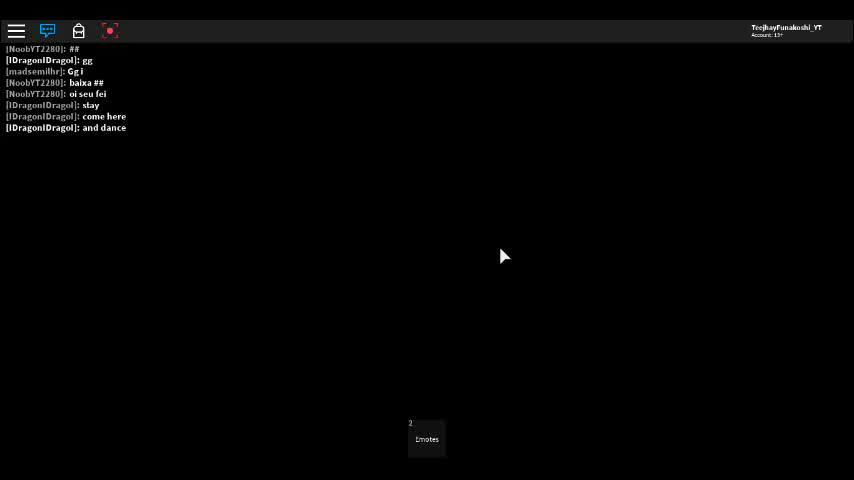 TeejhayFunakoshi_YT
Account: 13+
[NoobYT2280]: ##
[IDragonIDragoI]: gg
[madsemilhr]: Gg i
[NoobYT2280]: baixa ##
[NoobYT2280]: oi seu fei
[IDragonIDragoI]: stay
[IDragonIDragoI]: come here
[IDragonIDragoI]: and dance
2
Emotes